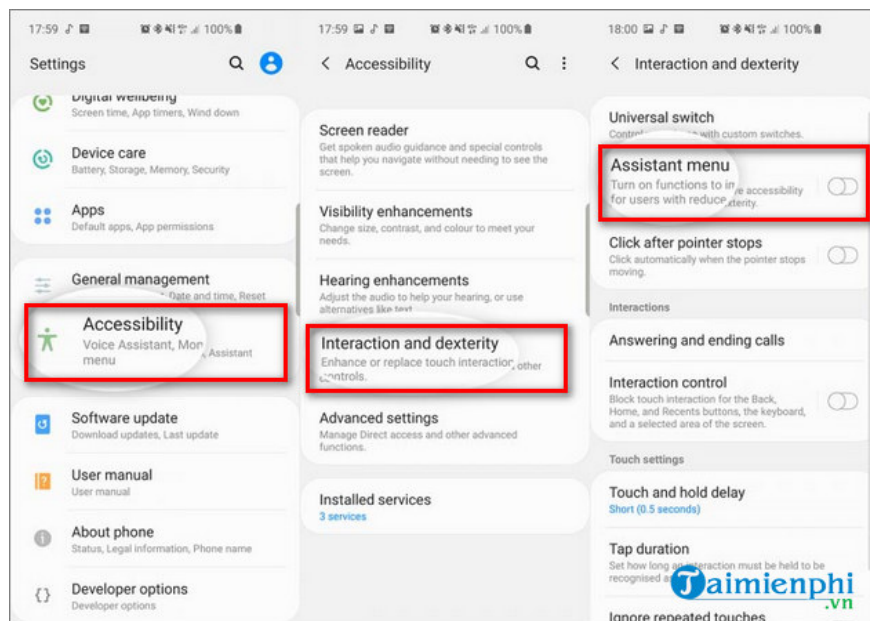 17:59 100%
Settings
Digital wellbeing
Screen time, App timers, Wind down
Device care
Battery, Storage, Memory, Security
Apps
Default apps, App permissions
General management
Date and time, Reset
Accessibility
Voice Assistant, Mon
, Assistant
menu
Software update
Download updates, Last update
User manual
User manual
About phone
Status, Legal information, Phone name
Developer options
Developer options
17:59 100%
Accessibility
Screen reader
Get spoken audio guidance and special controls
that help you navigate without needing to see the
screen.
Visibility enhancements
Change size, contrast, and colour to meet your
needs.
Hearing enhancements
Adjust the audio to help your hearing, or use
alternatives like text.
Interaction and dexterity
Enhance or replace touch interaction, other
controls.
Advanced settings
Manage Direct access and other advanced
functions.
Installed services
3 services
18:00 100%
Interaction and dexterity
Universal switch
with custom switches.
Assistant menu
Turn on functions to im
ve accessibility
for users with reduce
xterity.
Click after pointer stops
Click automatically when the pointer stops
moving.
Interactions
Answering and ending calls
Interaction control
Block touch interaction for the Back,
Home, and Recents buttons, the keyboard,
and a selected area of the screen.
Touch settings
Touch and hold delay
Short (0.5 seconds)
Tap duration
Set how long an interaction must be held to be
recognised
Ignore repeated touches
Taimienphi
.vn